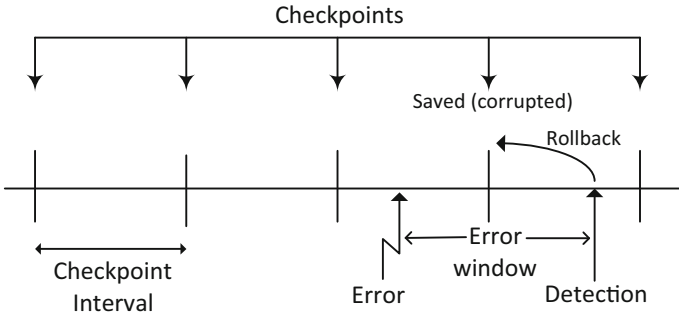 Checkpoints
Saved (corrupted)
Rollback
Checkpoint
Interval
Error
window
Error
Detection